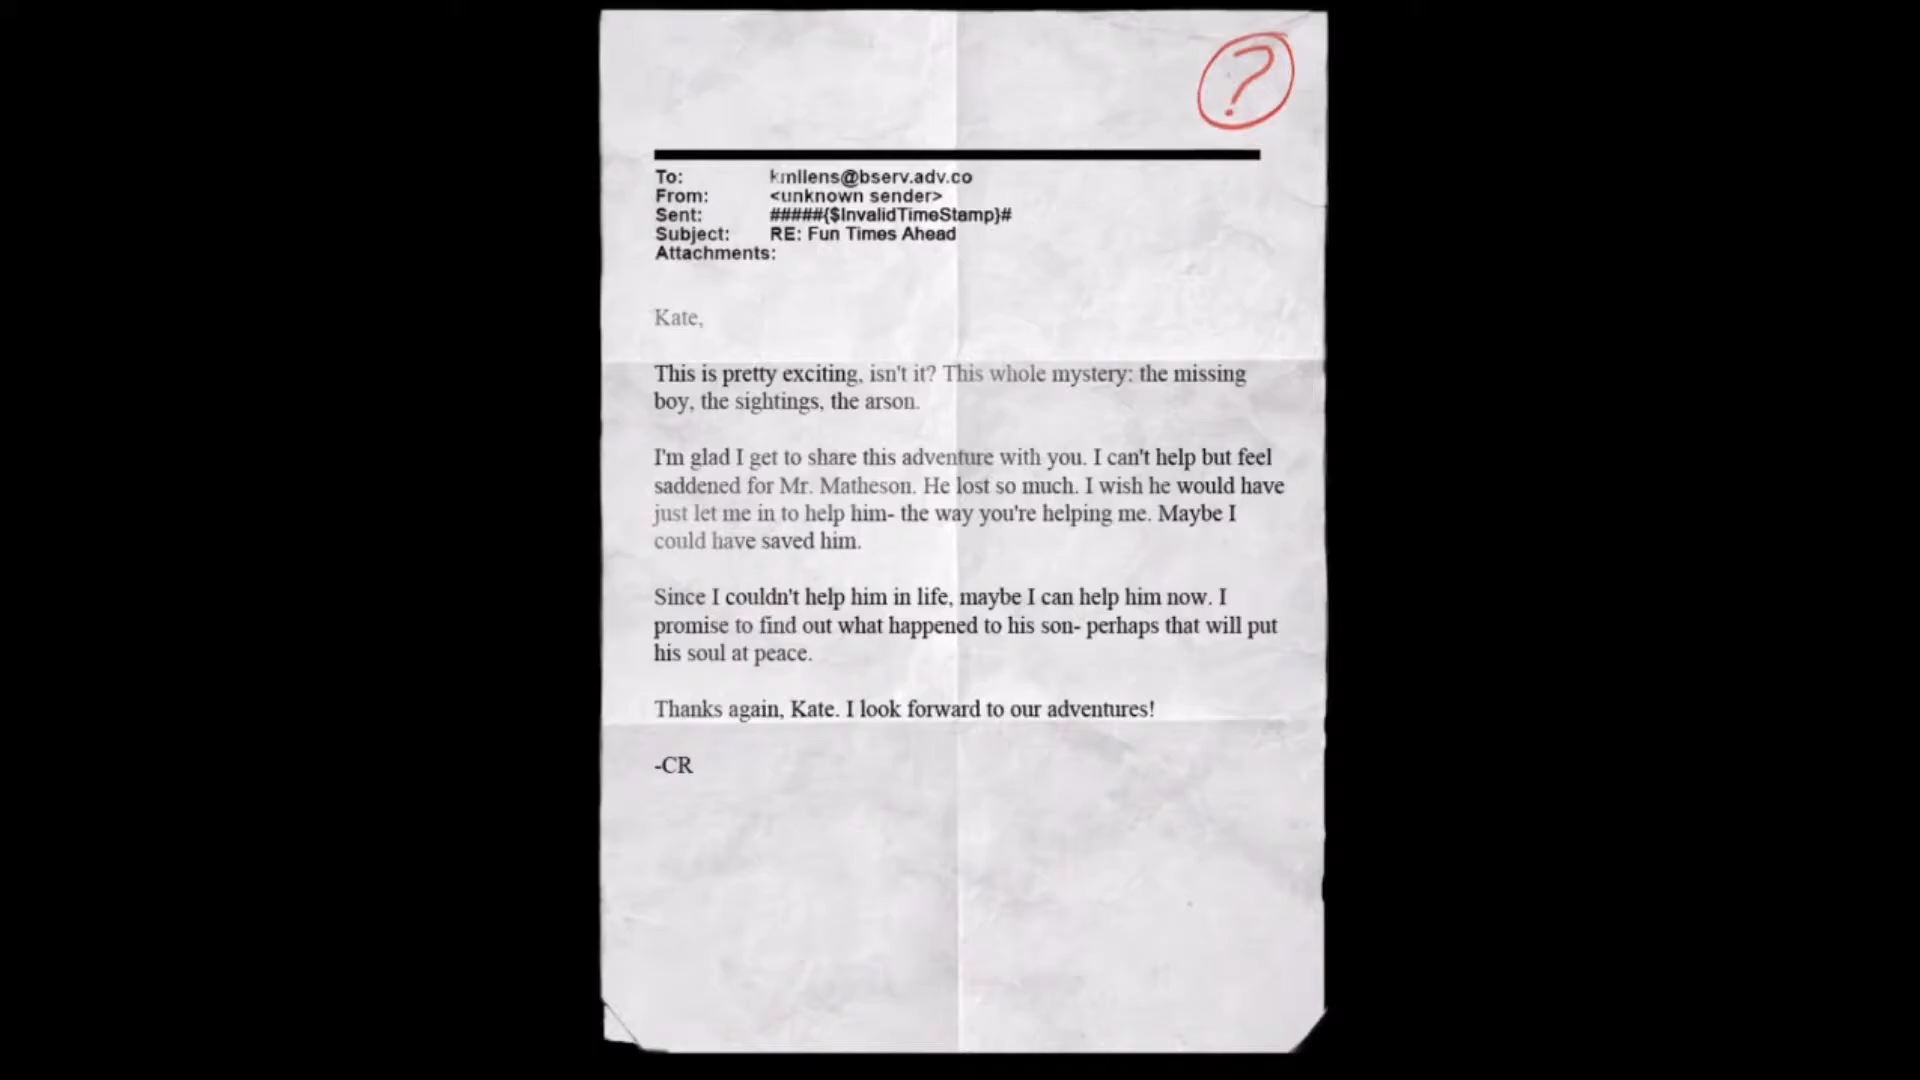 ?
To: kmllens@bserv.adv.co
From: <unknown sender>
Sent: #####{$InvalidTimeStamp}#
Subject: RE: Fun Times Ahead
Attachments:
Kate,
This is pretty exciting, isn't it? This whole mystery: the missing
boy, the sightings, the arson.
I'm glad I get to share this adventure with you. I can't help but feel
saddened for Mr. Matheson. He lost so much. I wish he would have
just let me in to help him- the way you're helping me. Maybe I
could have saved him.
Since I couldn't help him in life, maybe I can help him now. I
promise to find out what happened to his son- perhaps that will put
his soul at peace.
Thanks again, Kate. I look forward to our adventures!
-CR